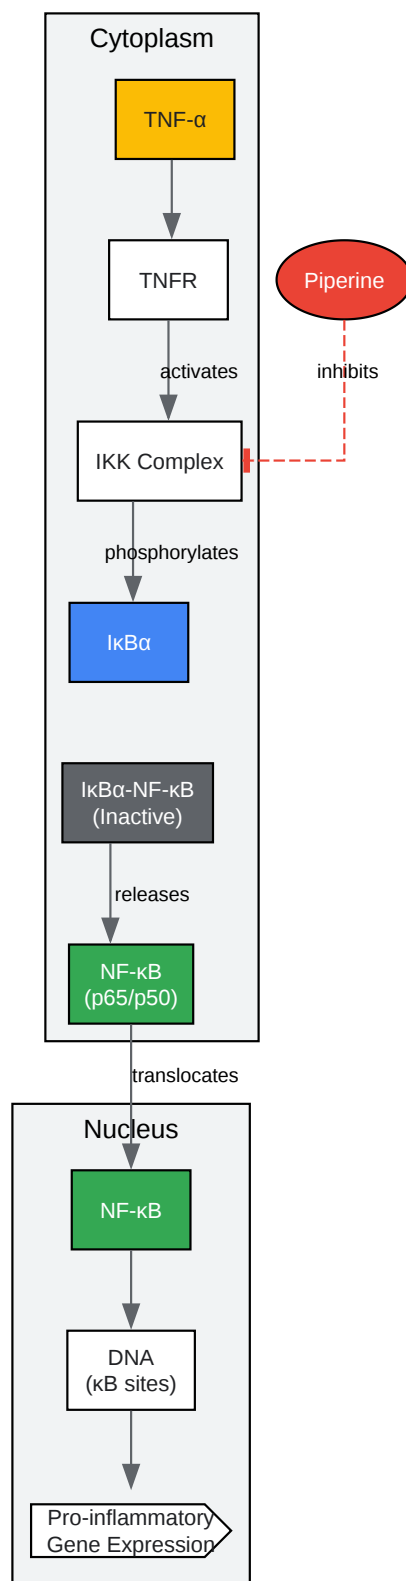 Cytoplasm
TNF-α
TNFR
Piperine
activates
inhibits
IKK Complex
phosphorylates
IκBα
IκBα-NF-κB
(Inactive)
releases
NF-κB
(p65/p50)
translocates
Nucleus
NF-κB
DNA
(κB sites)
Pro-inflammatory
Gene Expression